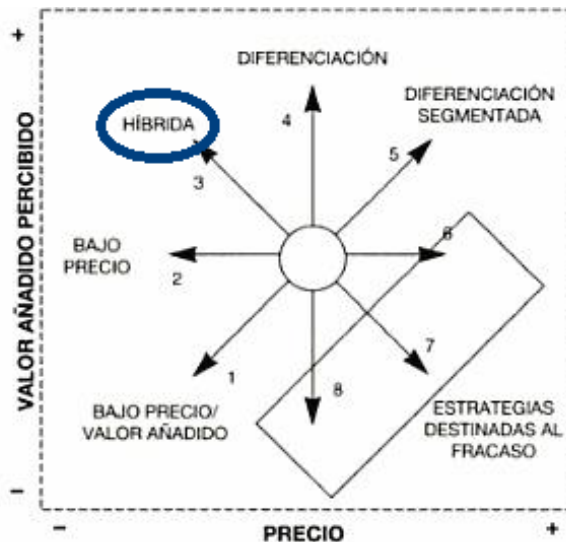 +
DIFERENCIACIÓN
HÍBRIDA
4
DIFERENCIACIÓN
SEGMENTADA
3
5
VALOR AÑADIDO PERCIBIDO
BAJO
PRECIO
2
6
1
7
8
BAJO PRECIO/
VALOR AÑADIDO
ESTRATEGIAS
DESTINADAS AL
FRACASO
–
–
PRECIO
+